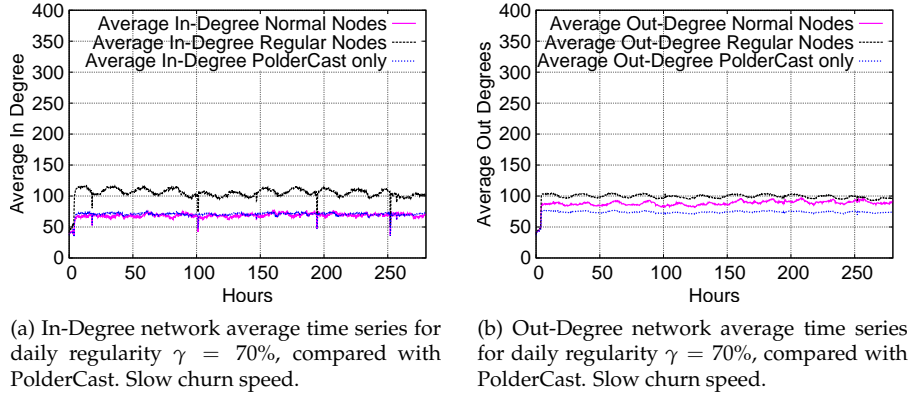 Average In-Degree Normal Nodes
Average In-Degree Regular Nodes
Average In-Degree PolderCast only
Average In Degree
400
350
300
250
200
150
100
50
0
0 50 100 150 200 250
Hours
Average Out-Degree Normal Nodes
Average Out-Degree Regular Nodes
Average Out-Degree PolderCast only
Average Out Degrees
400
350
300
250
200
150
100
50
0
0 50 100 150 200 250
Hours
(a) In-Degree network average time series for
daily regularity γ = 70%, compared with
PolderCast. Slow churn speed.
(b) Out-Degree network average time series
for daily regularity γ = 70%, compared with
PolderCast. Slow churn speed.